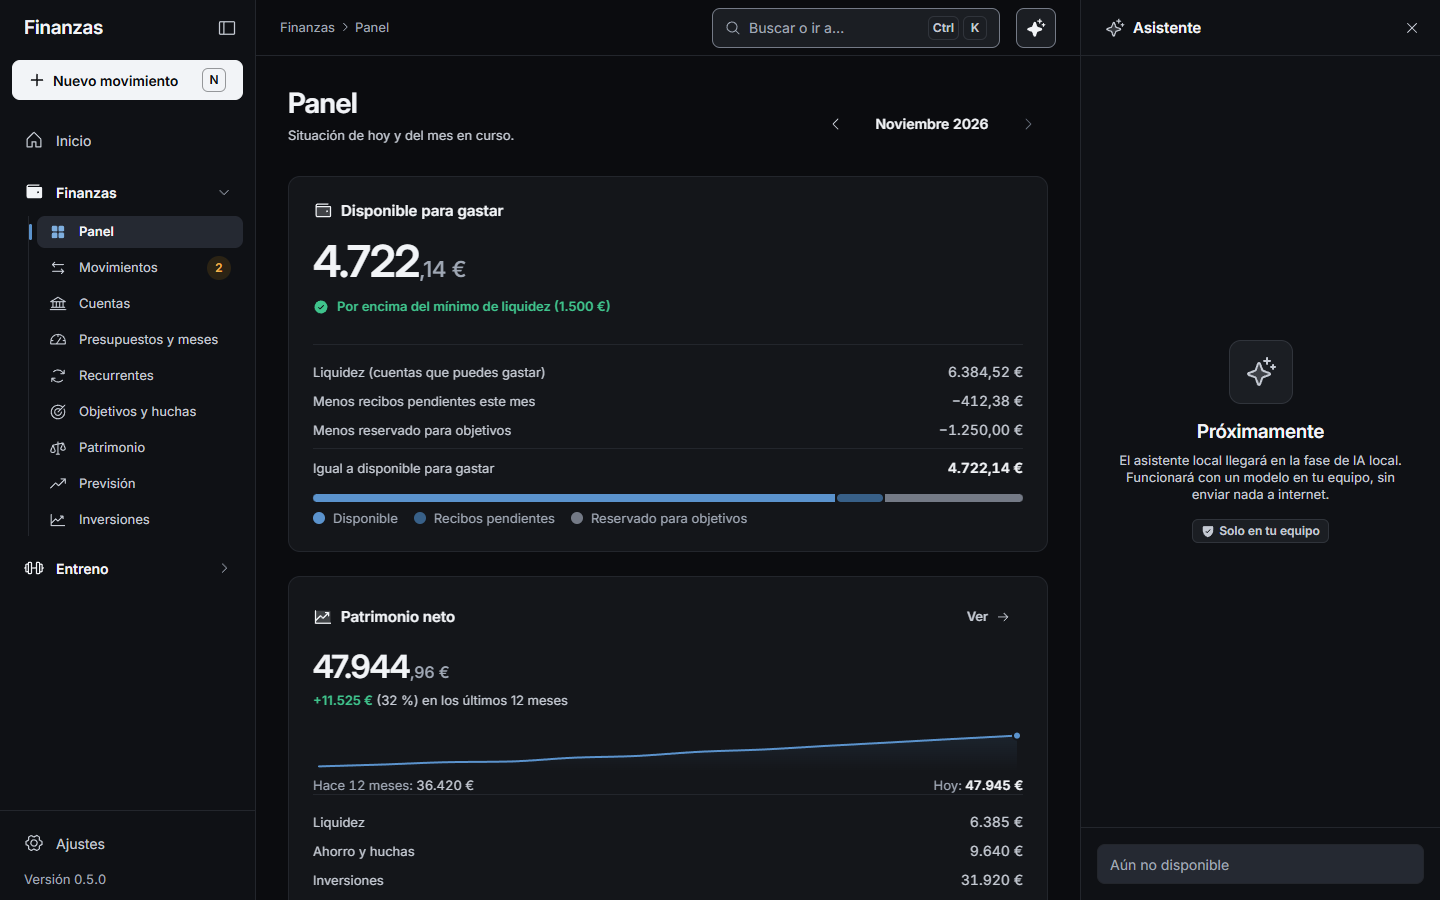 Finanzas
Nuevo movimiento N
Inicio
Finanzas
Panel
Movimientos 2
Cuentas
Presupuestos y meses
Recurrentes
Objetivos y huchas
Patrimonio
Previsión
Inversiones
Entreno
Ajustes
Versión 0.5.0
Finanzas > Panel
Buscar o ir a... Ctrl K
Panel
Situación de hoy y del mes en curso.
Noviembre 2026
Disponible para gastar
4.722,14 €
Por encima del mínimo de liquidez (1.500 €)
Liquidez (cuentas que puedes gastar) 6.384,52 €
Menos recibos pendientes este mes −412,38 €
Menos reservado para objetivos −1.250,00 €
Igual a disponible para gastar 4.722,14 €
Disponible Recibos pendientes Reservado para objetivos
Patrimonio neto Ver →
47.944,96 €
+11.525 € (32 %) en los últimos 12 meses
Hace 12 meses: 36.420 € Hoy: 47.945 €
Liquidez 6.385 €
Ahorro y huchas 9.640 €
Inversiones 31.920 €
Asistente
Próximamente
El asistente local llegará en la fase de IA local.
Funcionará con un modelo en tu equipo, sin
enviar nada a internet.
Solo en tu equipo
Aún no disponible